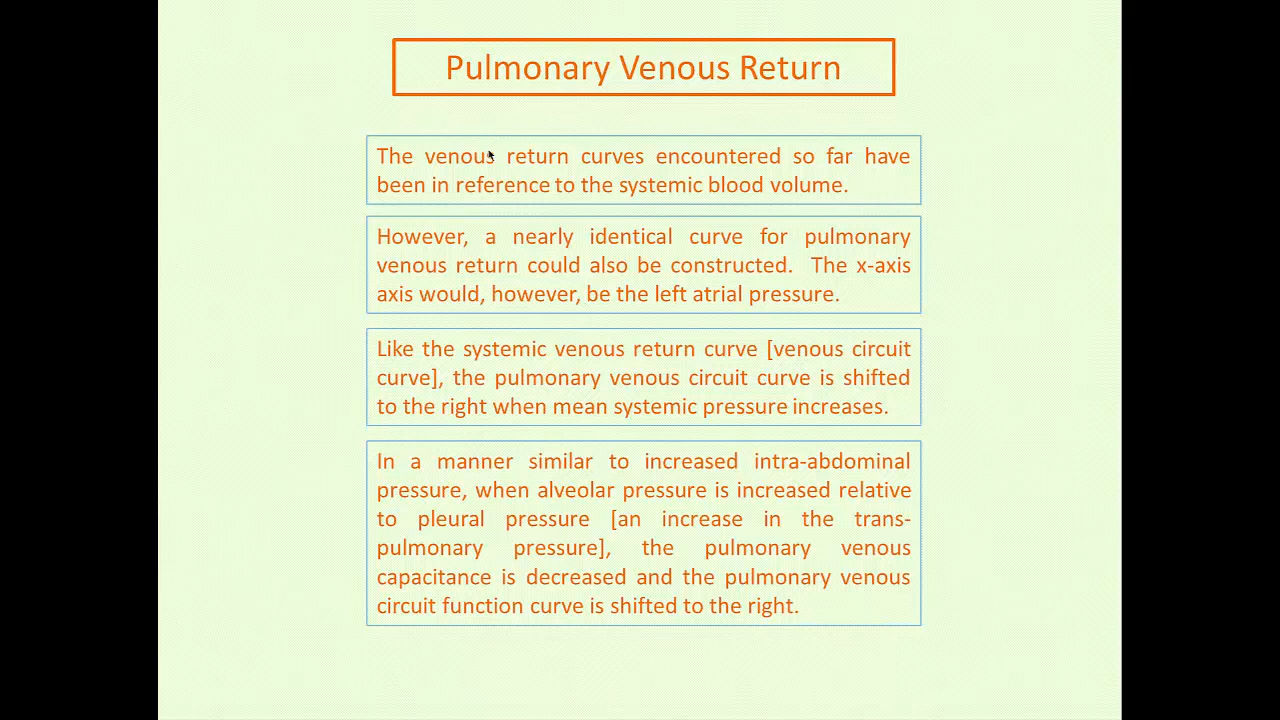 Pulmonary Venous Return
The venous return curves encountered so far have
been in reference to the systemic blood volume.
However, a nearly identical curve for pulmonary
venous return could also be constructed. The x-axis
axis would, however, be the left atrial pressure.
Like the systemic venous return curve [venous circuit
curve], the pulmonary venous circuit curve is shifted
to the right when mean systemic pressure increases.
In a manner similar to increased intra-abdominal
pressure, when alveolar pressure is increased relative
to pleural pressure [an increase in the trans-
pulmonary pressure], the pulmonary venous
capacitance is decreased and the pulmonary venous
circuit function curve is shifted to the right.